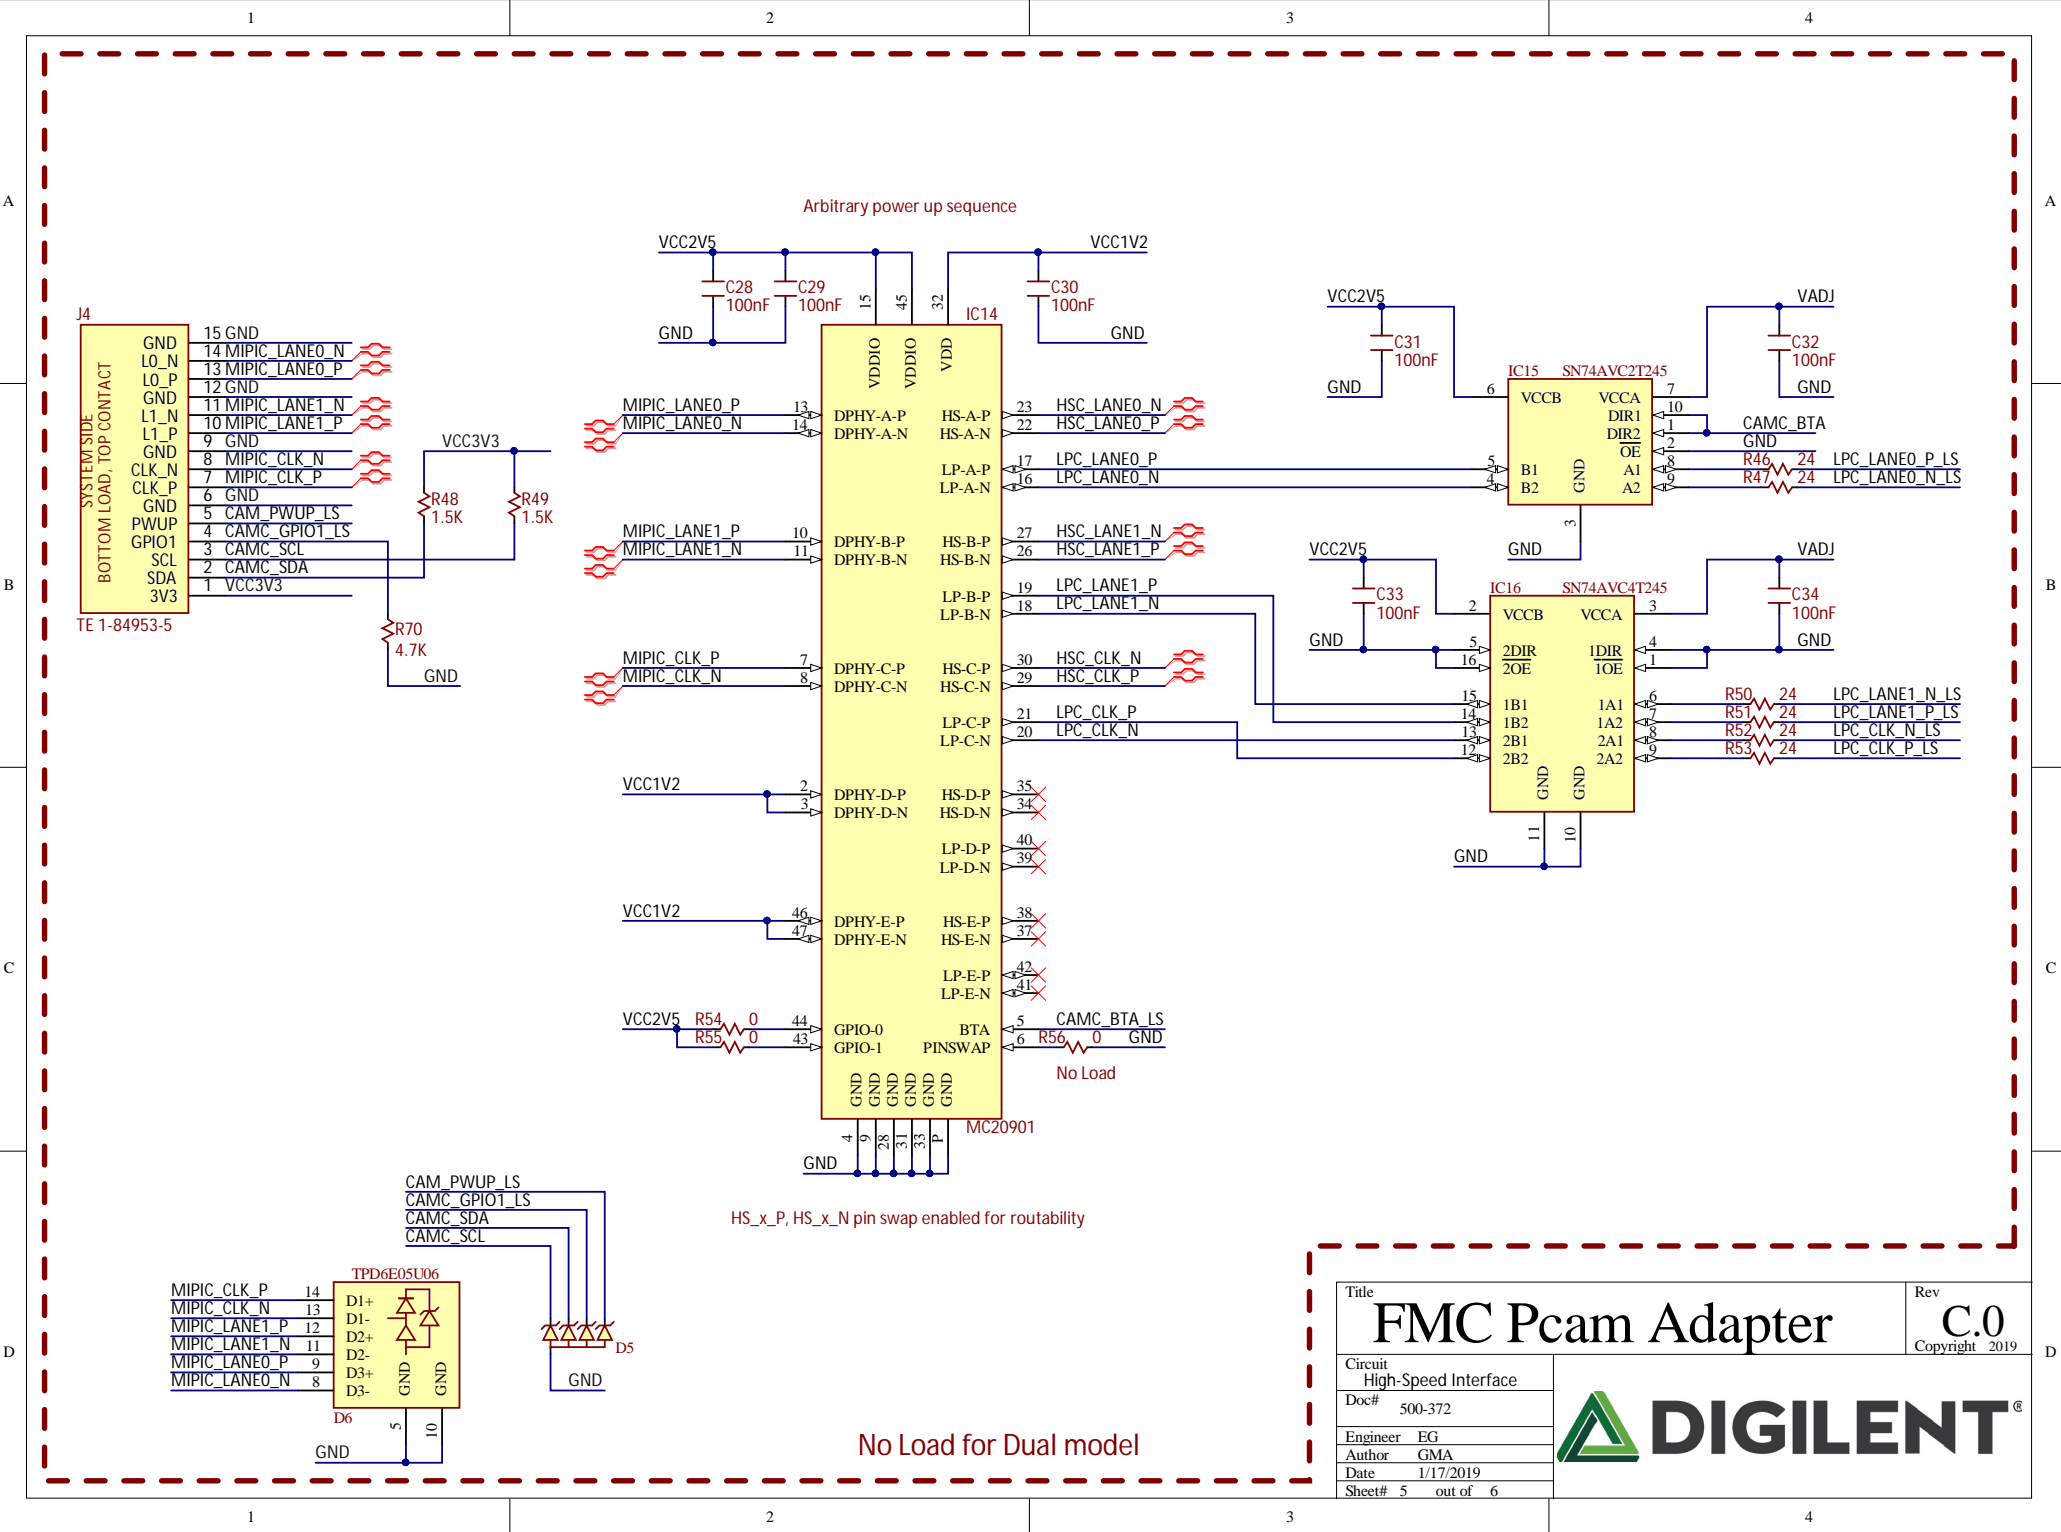 1 2 3 4
A A
B B
C C
D D
1 2 3 4
Arbitrary power up sequence
VCC2V5
C28
100nF
C29
100nF
GND
15
45
32
VCC1V2
C30
100nF
GND
J4
SYSTEM SIDE
BOTTOM LOAD, TOP CONTACT
GND 15 GND
L0_N 14 MIPIC_LANE0_N
L0_P 13 MIPIC_LANE0_P
GND 12 GND
L1_N 11 MIPIC_LANE1_N
L1_P 10 MIPIC_LANE1_P
GND 9 GND
CLK_N 8 MIPIC_CLK_N
CLK_P 7 MIPIC_CLK_P
GND 6 GND
PWUP 5 CAM_PWUP_LS
GPIO1 4 CAMC_GPIO1_LS
SCL 3 CAMC_SCL
SDA 2 CAMC_SDA
3V3 1 VCC3V3
TE 1-84953-5
VCC3V3
R48
1.5K
R49
1.5K
R70
4.7K
GND
IC14
VDDIO
VDDIO
VDD
MIPIC_LANE0_P 13 DPHY-A-P
MIPIC_LANE0_N 14 DPHY-A-N
MIPIC_LANE1_P 10 DPHY-B-P
MIPIC_LANE1_N 11 DPHY-B-N
MIPIC_CLK_P 7 DPHY-C-P
MIPIC_CLK_N 8 DPHY-C-N
VCC1V2 2 DPHY-D-P
3 DPHY-D-N
VCC1V2 46 DPHY-E-P
47 DPHY-E-N
VCC2V5 R54 0 44 GPIO-0
R55 0 43 GPIO-1
HS-A-P 23 HSC_LANE0_N
HS-A-N 22 HSC_LANE0_P
LP-A-P 17 LPC_LANE0_P
LP-A-N 16 LPC_LANE0_N
HS-B-P 27 HSC_LANE1_N
HS-B-N 26 HSC_LANE1_P
LP-B-P 19 LPC_LANE1_P
LP-B-N 18 LPC_LANE1_N
HS-C-P 30 HSC_CLK_N
HS-C-N 29 HSC_CLK_P
LP-C-P 21 LPC_CLK_P
LP-C-N 20 LPC_CLK_N
HS-D-P 35
HS-D-N 34
LP-D-P 40
LP-D-N 39
HS-E-P 38
HS-E-N 37
LP-E-P 42
LP-E-N 41
BTA 5 CAMC_BTA_LS
PINSWAP 6 R56 0 GND
No Load
GND GND GND GND GND GND
4 9 28 31 33 P
GND
MC20901
HS_x_P, HS_x_N pin swap enabled for routability
VCC2V5
C31
100nF
GND
VADJ
C32
100nF
GND
IC15 SN74AVC2T245
6 VCCB VCCA 7
DIR1 10
DIR2 1 CAMC_BTA
OE 2 GND
5 B1 A1 8 R46 24 LPC_LANE0_P_LS
4 B2 A2 9 R47 24 LPC_LANE0_N_LS
GND
3
GND
VCC2V5
C33
100nF
GND
VADJ
C34
100nF
GND
IC16 SN74AVC4T245
2 VCCB VCCA 3
5 2DIR 1DIR 4
16 2OE 1OE 1
15 1B1 1A1 6 R50 24 LPC_LANE1_N_LS
14 1B2 1A2 7 R51 24 LPC_LANE1_P_LS
13 2B1 2A1 8 R52 24 LPC_CLK_N_LS
12 2B2 2A2 9 R53 24 LPC_CLK_P_LS
GND GND
11 10
GND
CAM_PWUP_LS
CAMC_GPIO1_LS
CAMC_SDA
CAMC_SCL
D5
GND
TPD6E05U06
MIPIC_CLK_P 14 D1+
MIPIC_CLK_N 13 D1-
MIPIC_LANE1_P 12 D2+
MIPIC_LANE1_N 11 D2-
MIPIC_LANE0_P 9 D3+
MIPIC_LANE0_N 8 D3-
GND GND
D6
5 10
GND
No Load for Dual model
Title
FMC Pcam Adapter
Rev
C.0
Copyright 2019
Circuit
High-Speed Interface
Doc# 500-372
Engineer EG
Author GMA
Date 1/17/2019
Sheet# 5 out of 6
DIGILENT®